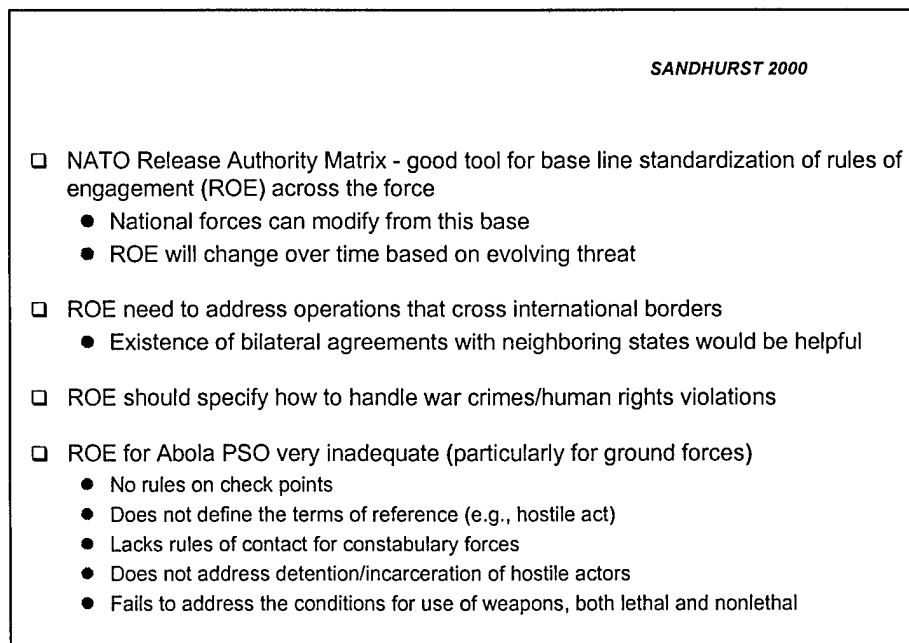 SANDHURST 2000
❑ NATO Release Authority Matrix - good tool for base line standardization of rules of
engagement (ROE) across the force
● National forces can modify from this base
● ROE will change over time based on evolving threat
❑ ROE need to address operations that cross international borders
● Existence of bilateral agreements with neighboring states would be helpful
❑ ROE should specify how to handle war crimes/human rights violations
❑ ROE for Abola PSO very inadequate (particularly for ground forces)
● No rules on check points
● Does not define the terms of reference (e.g., hostile act)
● Lacks rules of contact for constabulary forces
● Does not address detention/incarceration of hostile actors
● Fails to address the conditions for use of weapons, both lethal and nonlethal